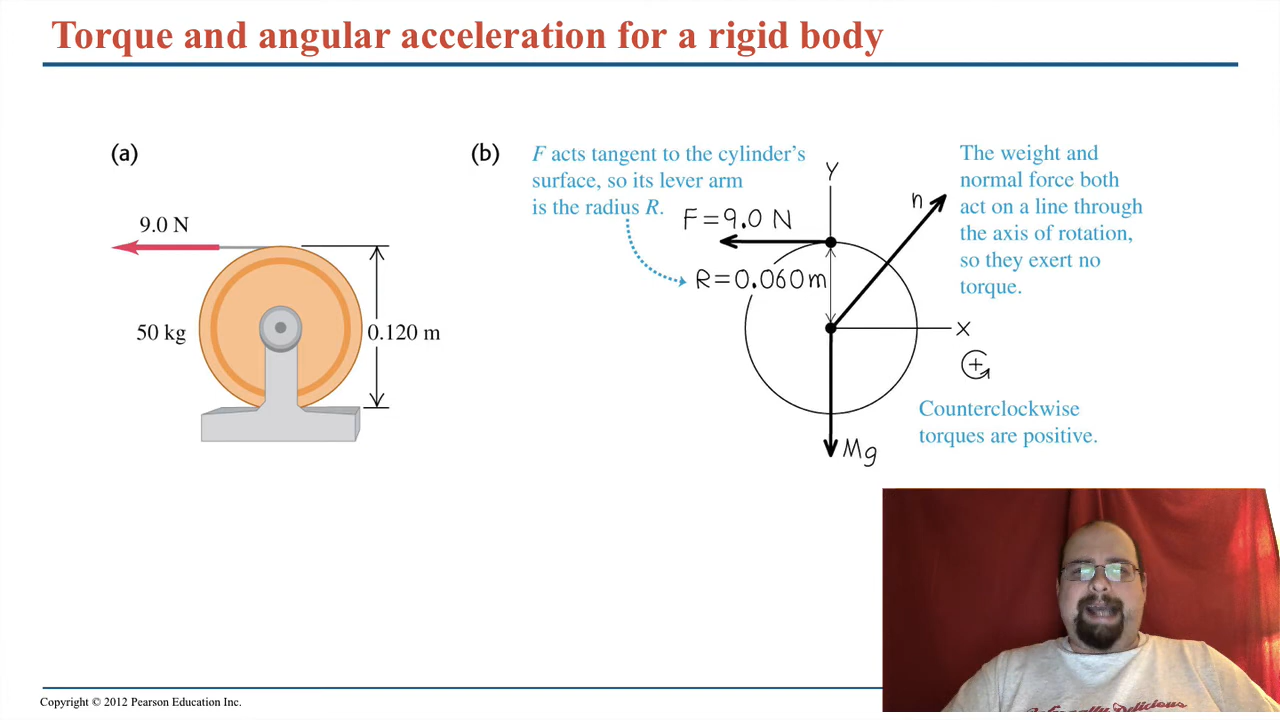 Torque and angular acceleration for a rigid body
(a)
9.0 N
50 kg
0.120 m
(b)
F acts tangent to the cylinder's
surface, so its lever arm
is the radius R.
F=9.0 N
R=0.060m
y
n
x
+
Mg
The weight and
normal force both
act on a line through
the axis of rotation,
so they exert no
torque.
Counterclockwise
torques are positive.
Copyright © 2012 Pearson Education Inc.
Delicious